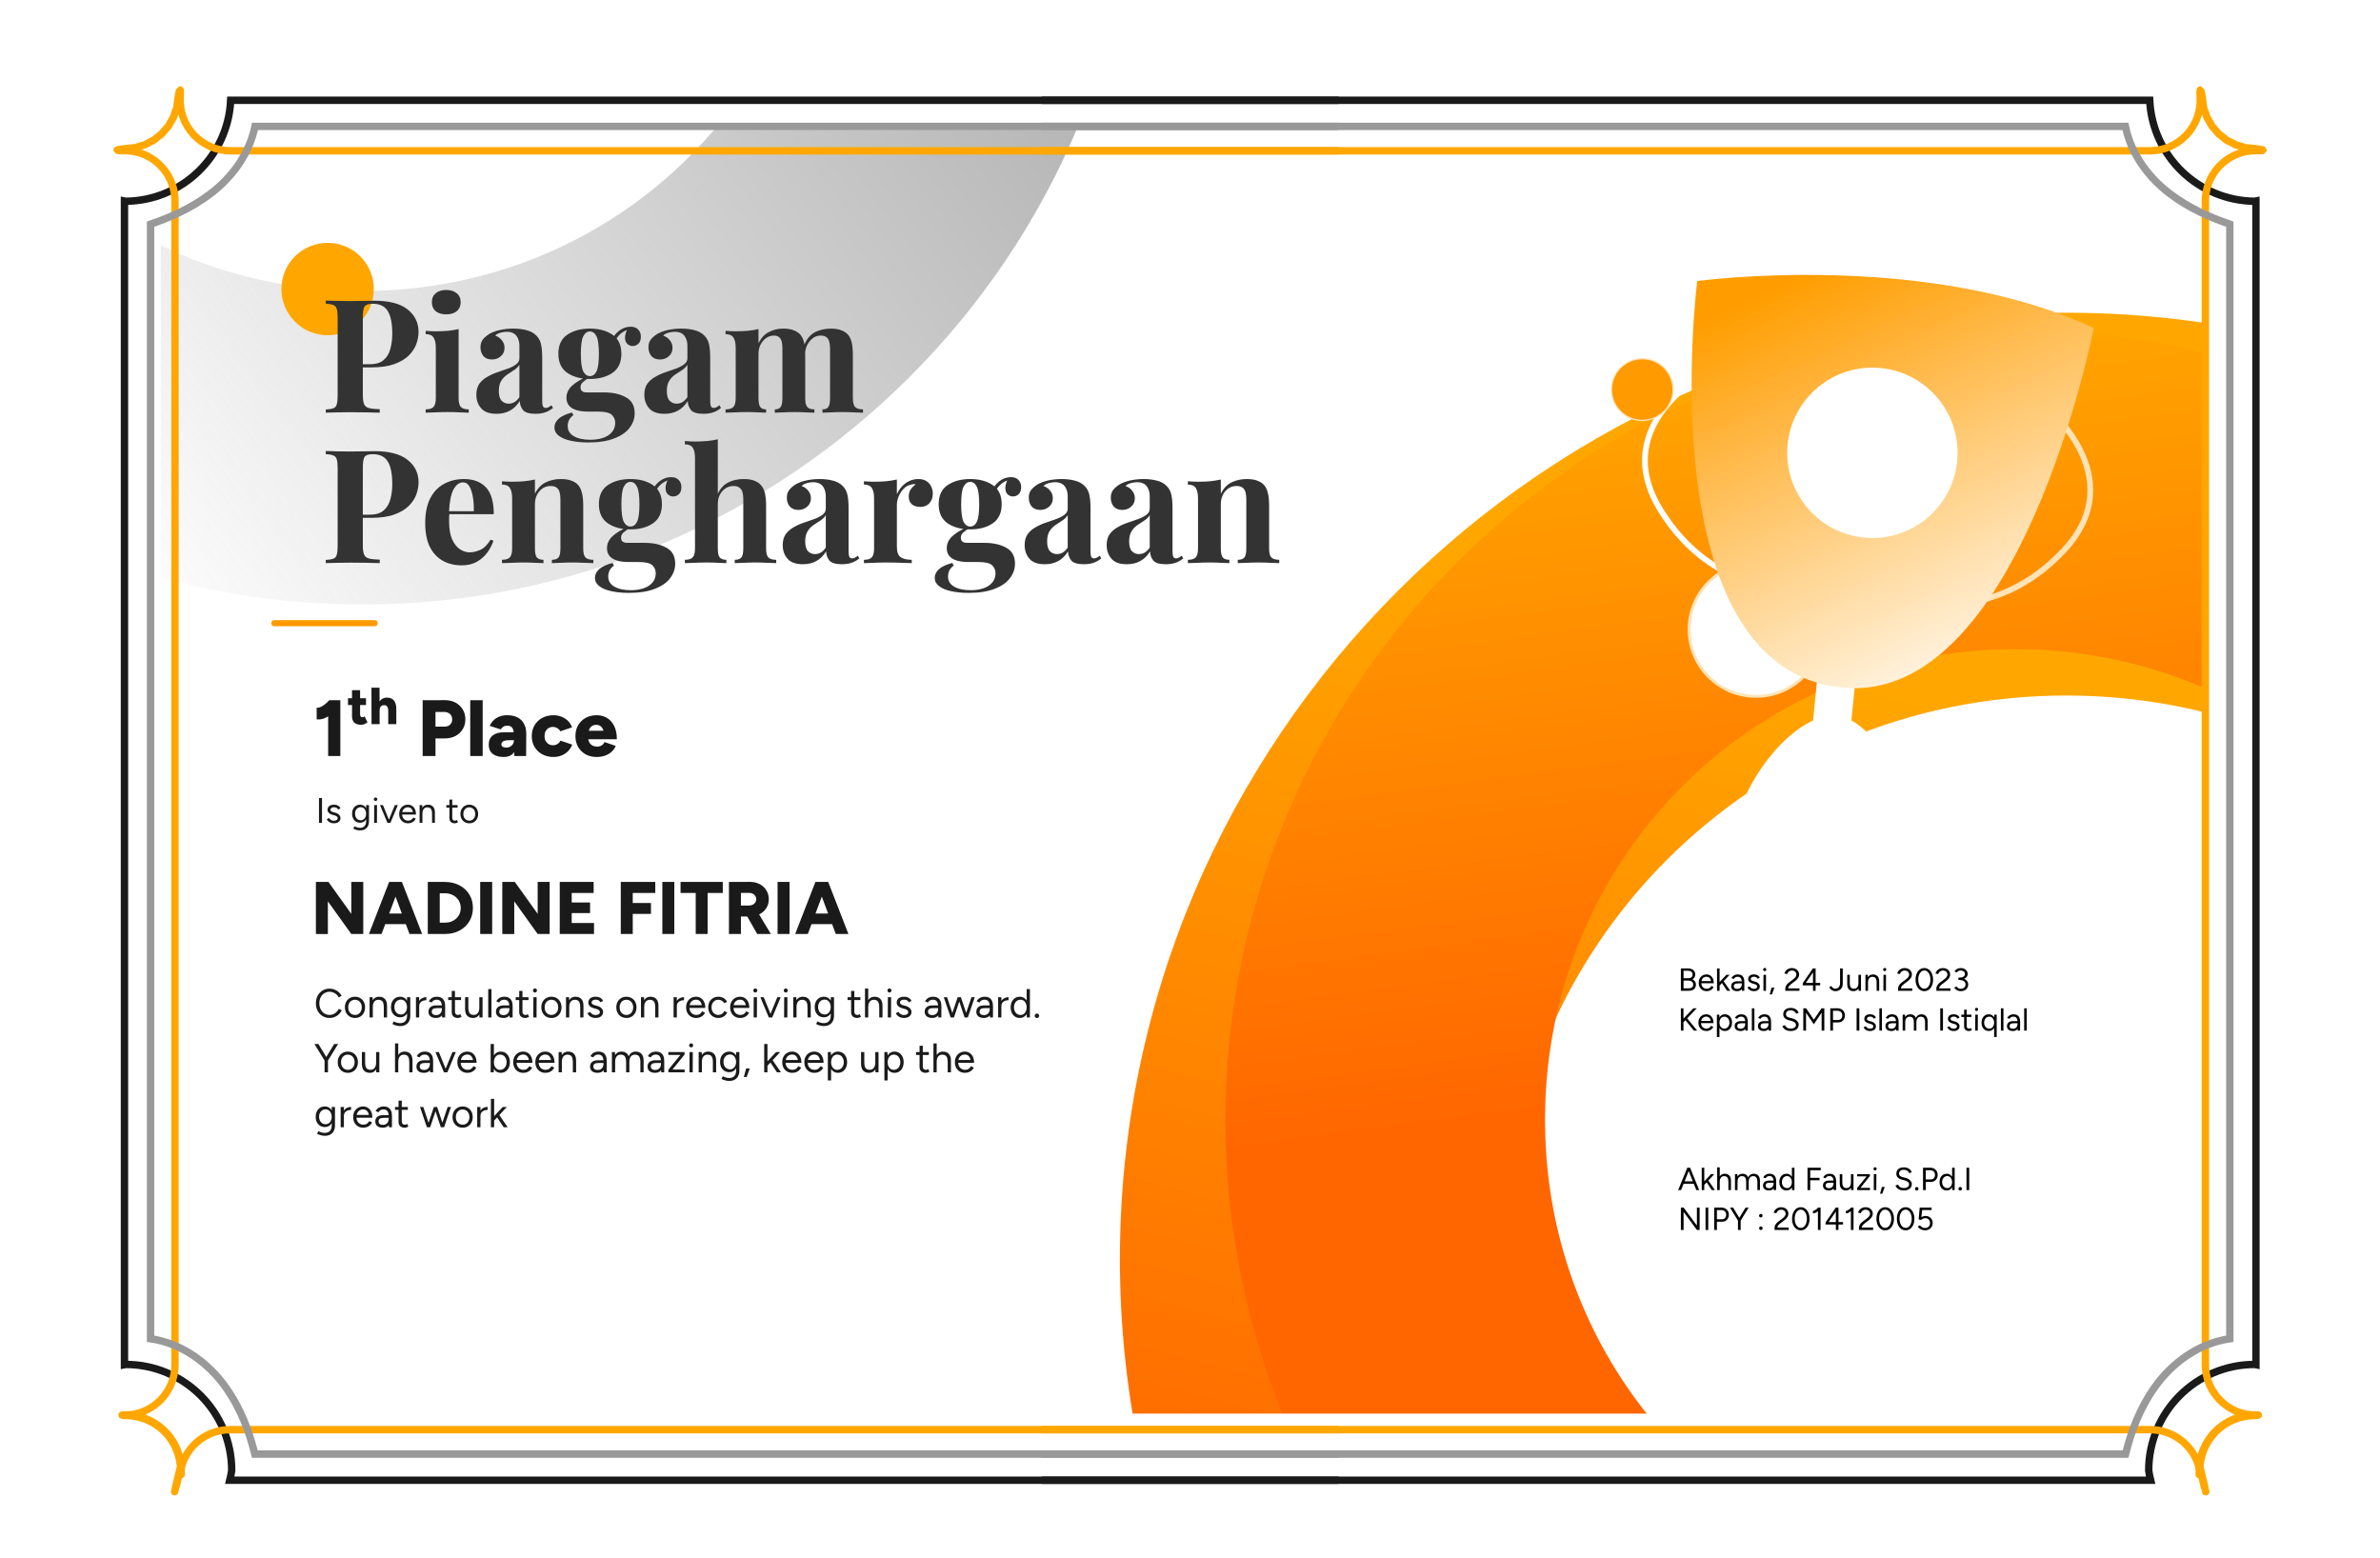 Piagam
Penghargaan
1th Place
Is given to
NADINE FITRIA
Congratulations on receiving this award.
You have been amazing, keep up the
great work
Bekasi, 24 Juni 2023
Kepala SMP Islam Istiqlal
Akhmad Fauzi, S.Pd.I
NIPY : 201412005